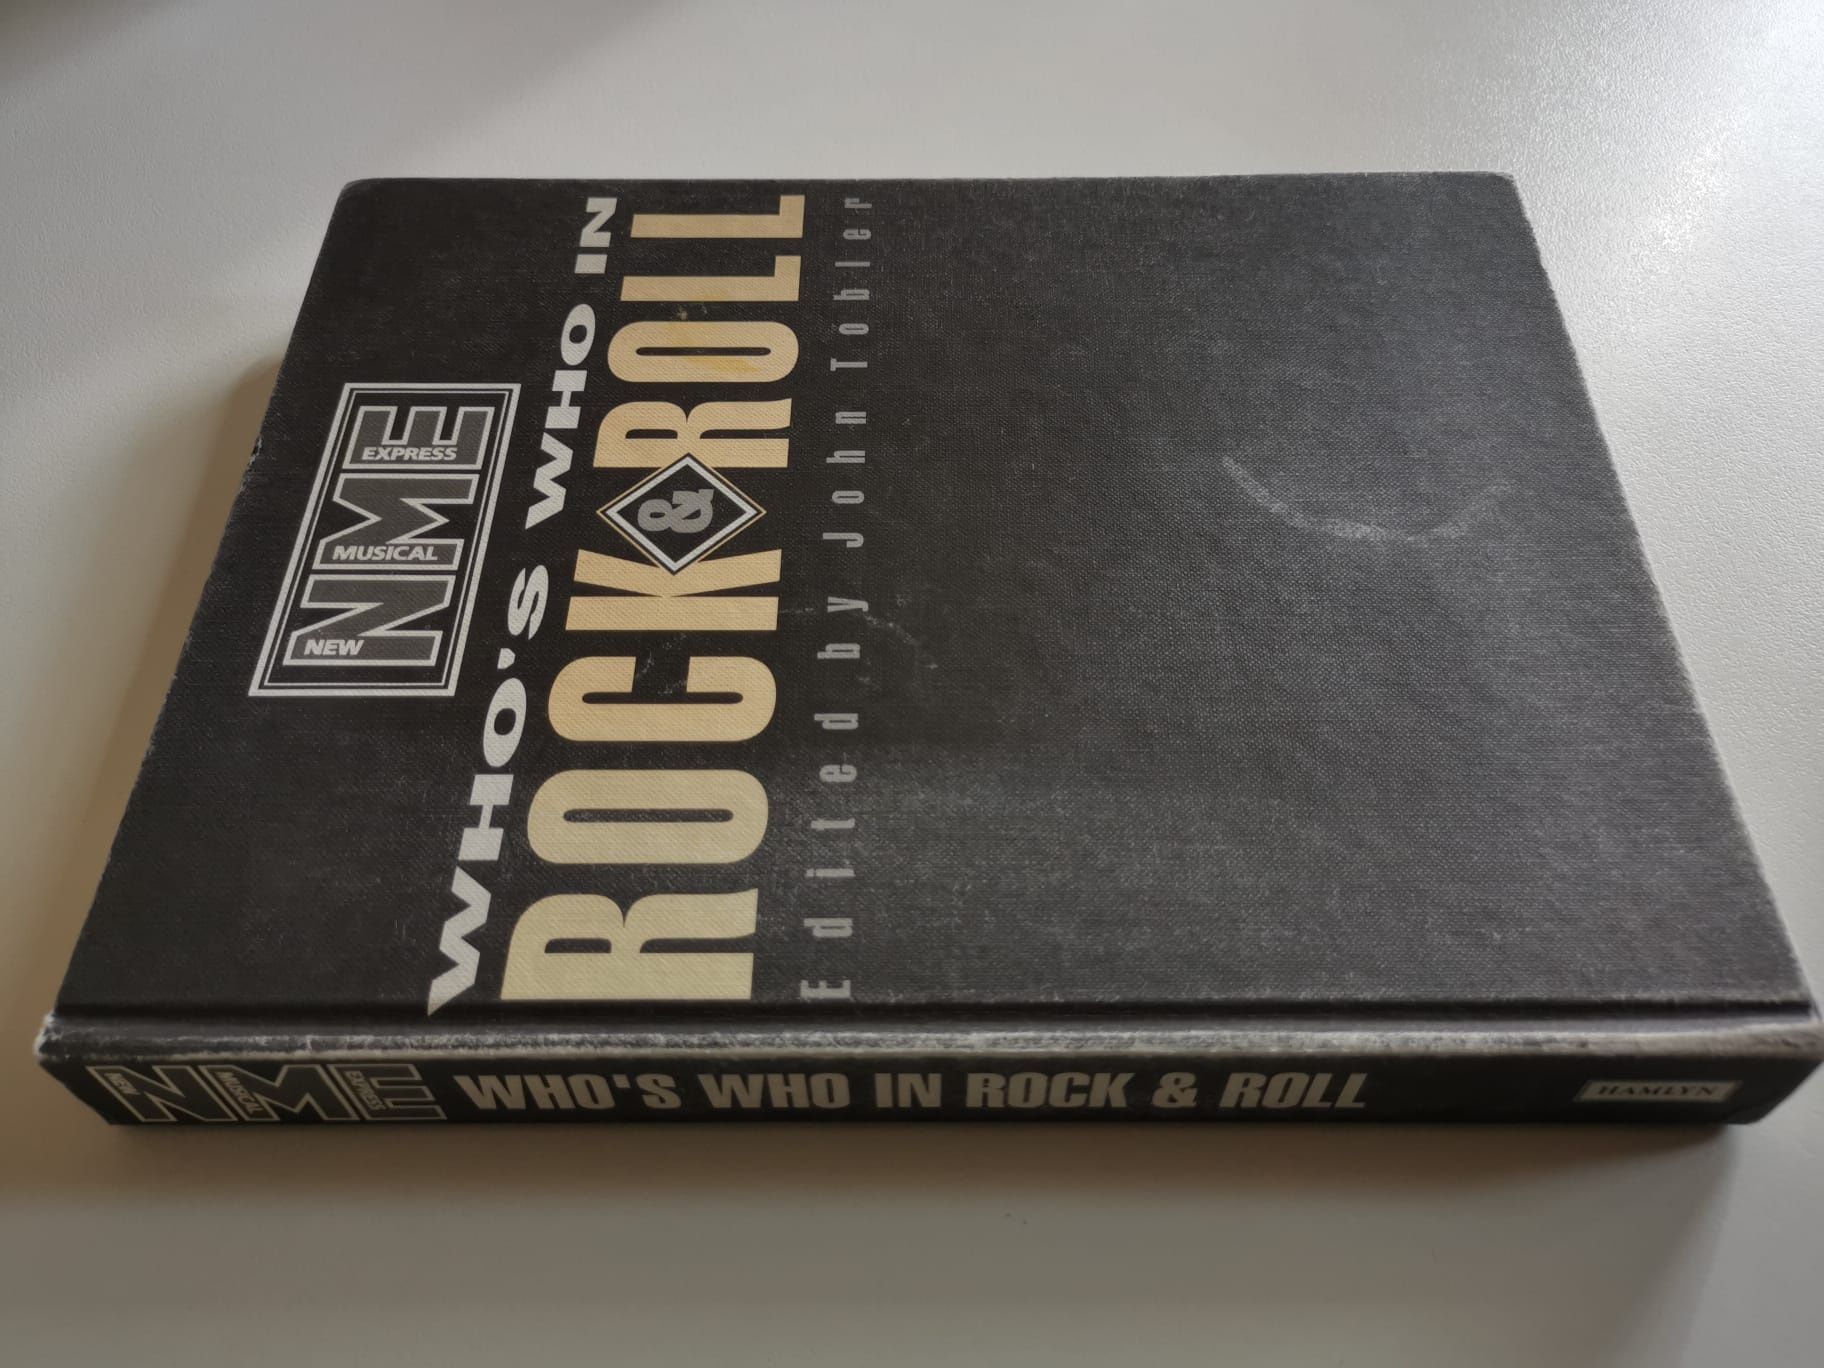 NEW MUSICAL EXPRESS
NME
WHO'S WHO IN
ROCK & ROLL
Edited by John Tobler
NEW MUSICAL EXPRESS
NME
WHO'S WHO IN ROCK & ROLL
HAMLYN